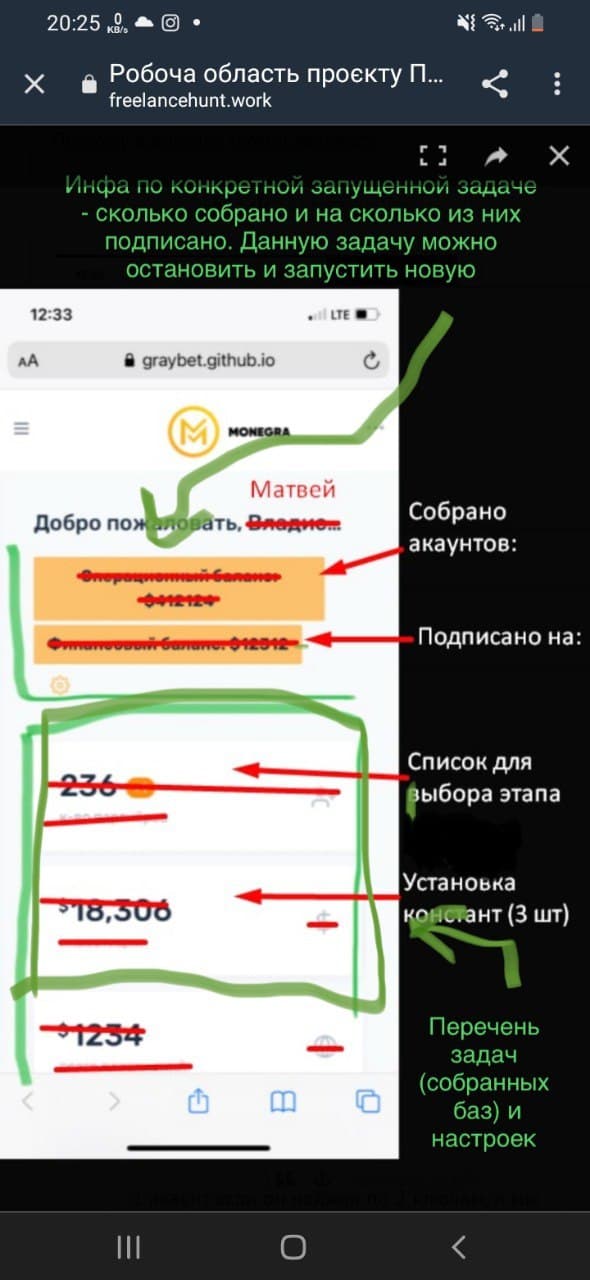 20:25 0 KB/s
Робоча область проєкту П...
freelancehunt.work
Инфа по конкретной запущенной задаче
- сколько собрано и на сколько из них
подписано. Данную задачу можно
остановить и запустить новую
12:33 LTE
AA graybet.github.io
MONEGRA
Матвей
Добро пожаловать, Владис...
Собрано
акаунтов:
Операционный баланс:
$412124
Финансовый баланс: $12312
Подписано на:
Список для
выбора этапа
236
Установка
констант (3 шт)
$18,306
Перечень
задач
(собранных
баз) и
настроек
$1234